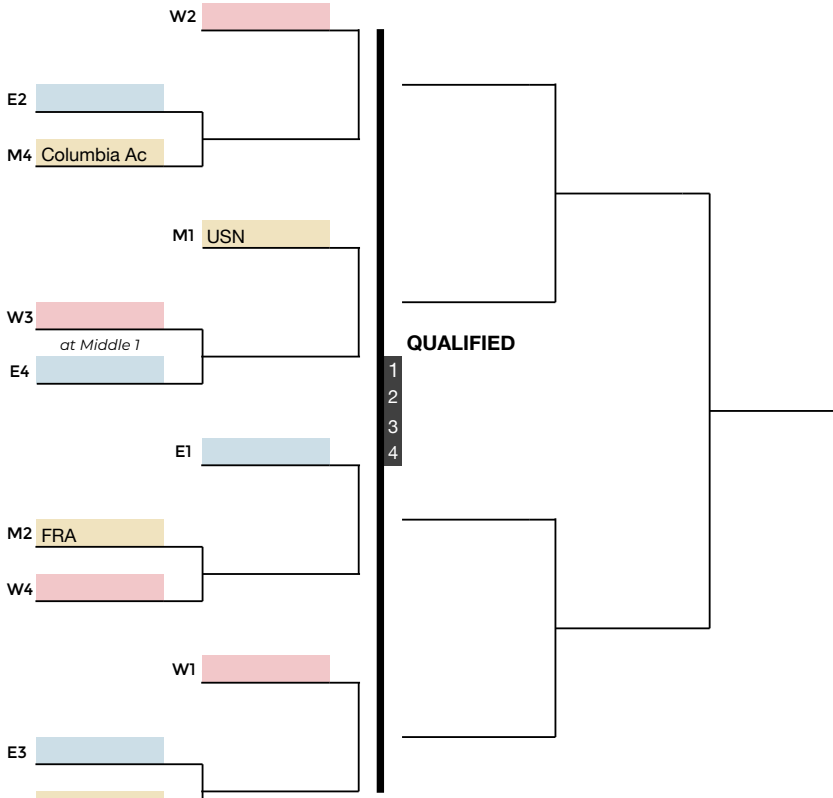 W2
E2
M4 Columbia Ac
M1 USN
W3
at Middle 1
E4
QUALIFIED
1
2
3
4
E1
M2 FRA
W4
W1
E3